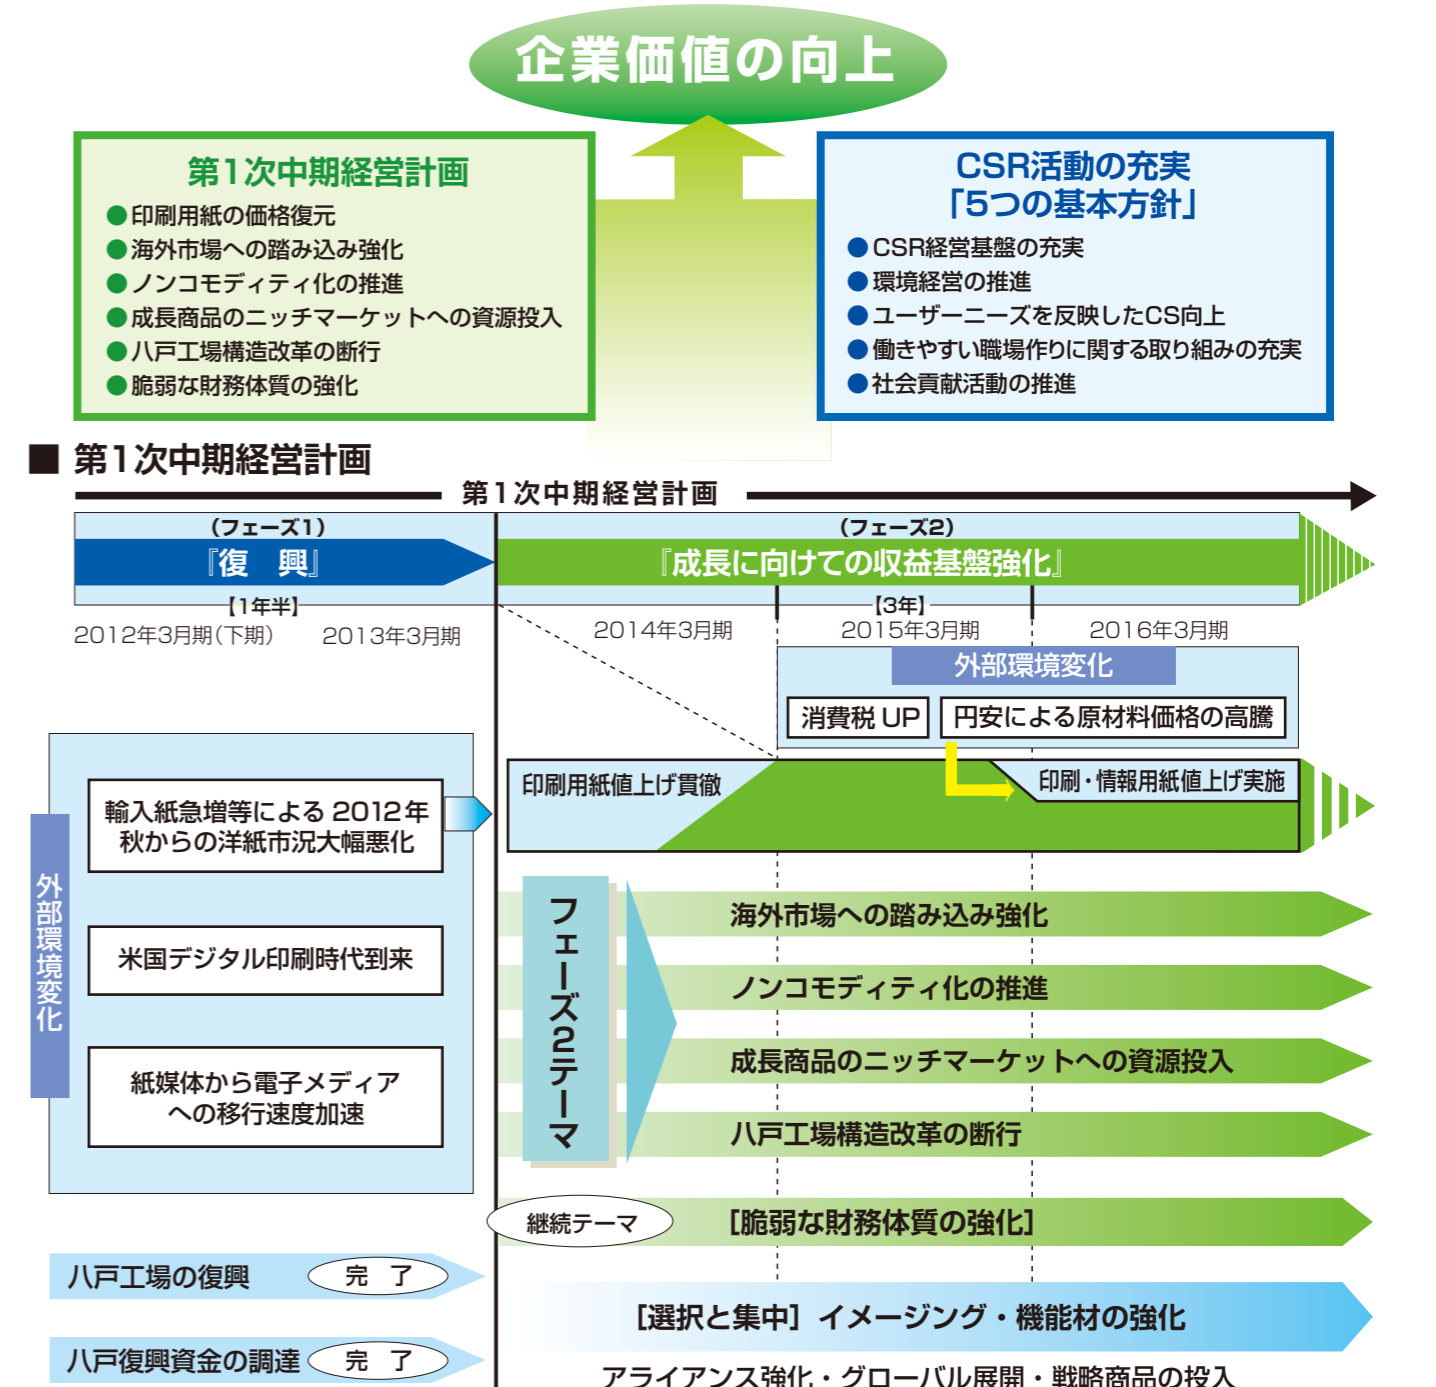 企業価値の向上
第1次中期経営計画
●印刷用紙の価格復元
●海外市場への踏み込み強化
●ノンコモディティ化の推進
●成長商品のニッチマーケットへの資源投入
●八戸工場構造改革の断行
●脆弱な財務体質の強化
CSR活動の充実
「5つの基本方針」
●CSR経営基盤の充実
●環境経営の推進
●ユーザーニーズを反映したCS向上
●働きやすい職場作りに関する取り組みの充実
●社会貢献活動の推進
■ 第1次中期経営計画
第1次中期経営計画
（フェーズ1）
『復　興』
【1年半】
2012年3月期（下期）
2013年3月期
（フェーズ2）
『成長に向けての収益基盤強化』
【3年】
2014年3月期
2015年3月期
2016年3月期
外部環境変化
消費税 UP
円安による原材料価格の高騰
印刷用紙値上げ貫徹
印刷・情報用紙値上げ実施
外部環境変化
輸入紙急増等による 2012年
秋からの洋紙市況大幅悪化
米国デジタル印刷時代到来
紙媒体から電子メディア
への移行速度加速
フェーズ2テーマ
海外市場への踏み込み強化
ノンコモディティ化の推進
成長商品のニッチマーケットへの資源投入
八戸工場構造改革の断行
継続テーマ
［脆弱な財務体質の強化］
八戸工場の復興
完　了
八戸復興資金の調達
完　了
［選択と集中］イメージング・機能材の強化
アライアンス強化・グローバル展開・戦略商品の投入